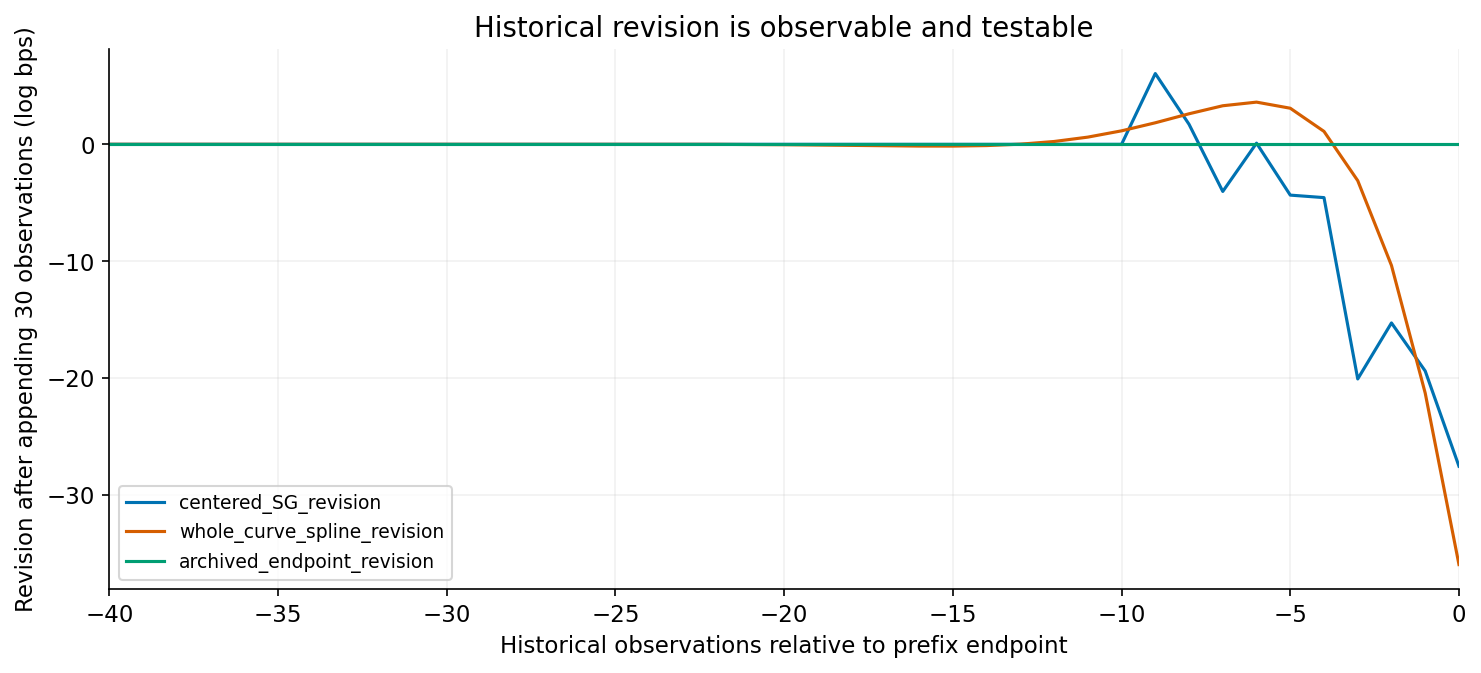 Historical revision is observable and testable
Revision after appending 30 observations (log bps)
0
−10
−20
−30
centered_SG_revision
whole_curve_spline_revision
archived_endpoint_revision
−40
−35
−30
−25
−20
−15
−10
−5
0
Historical observations relative to prefix endpoint